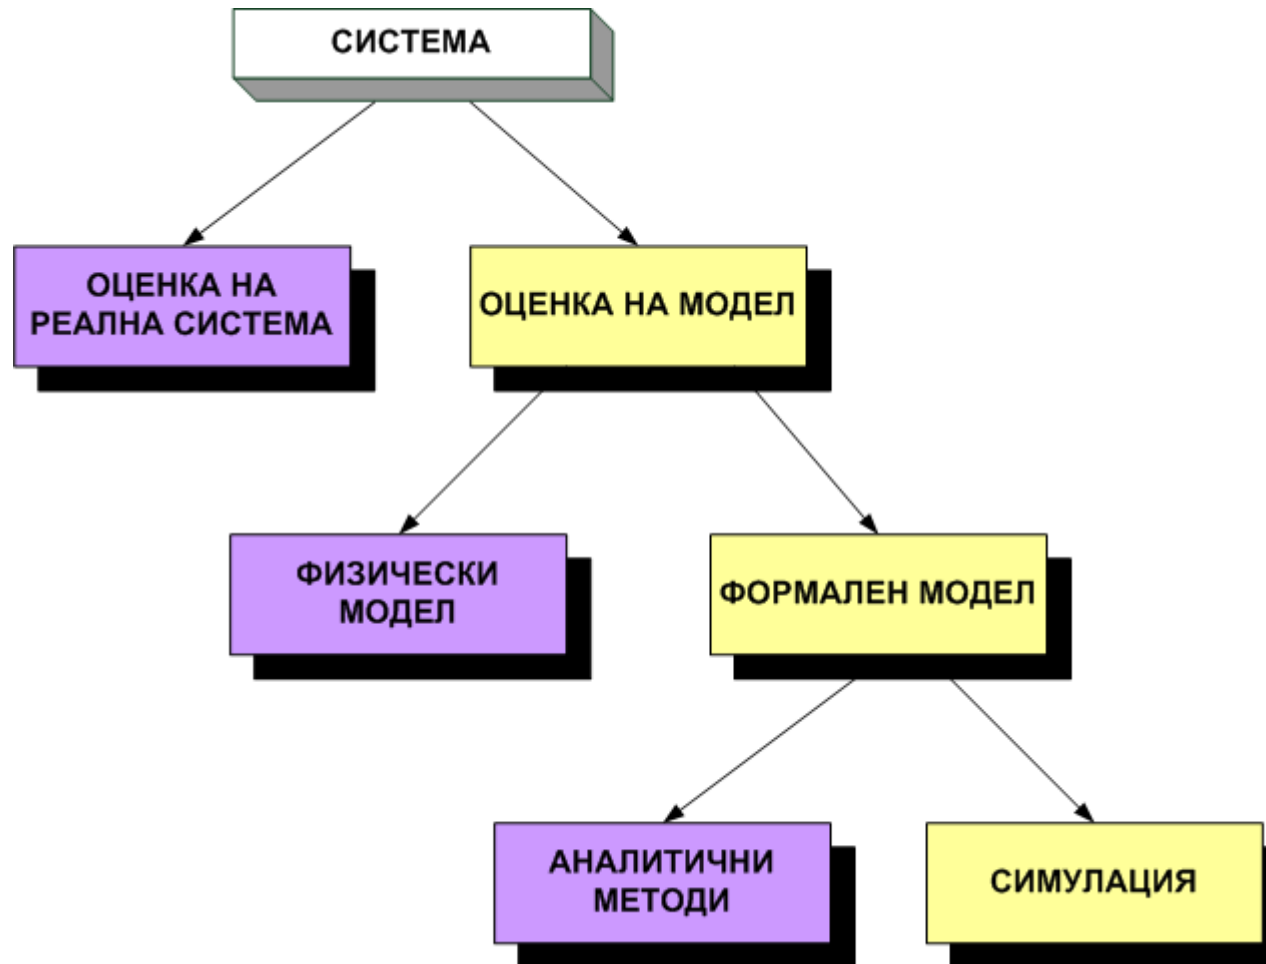 СИСТЕМА
ОЦЕНКА НА
РЕАЛНА СИСТЕМА
ОЦЕНКА НА МОДЕЛ
ФИЗИЧЕСКИ
МОДЕЛ
ФОРМАЛЕН МОДЕЛ
АНАЛИТИЧНИ
МЕТОДИ
СИМУЛАЦИЯ